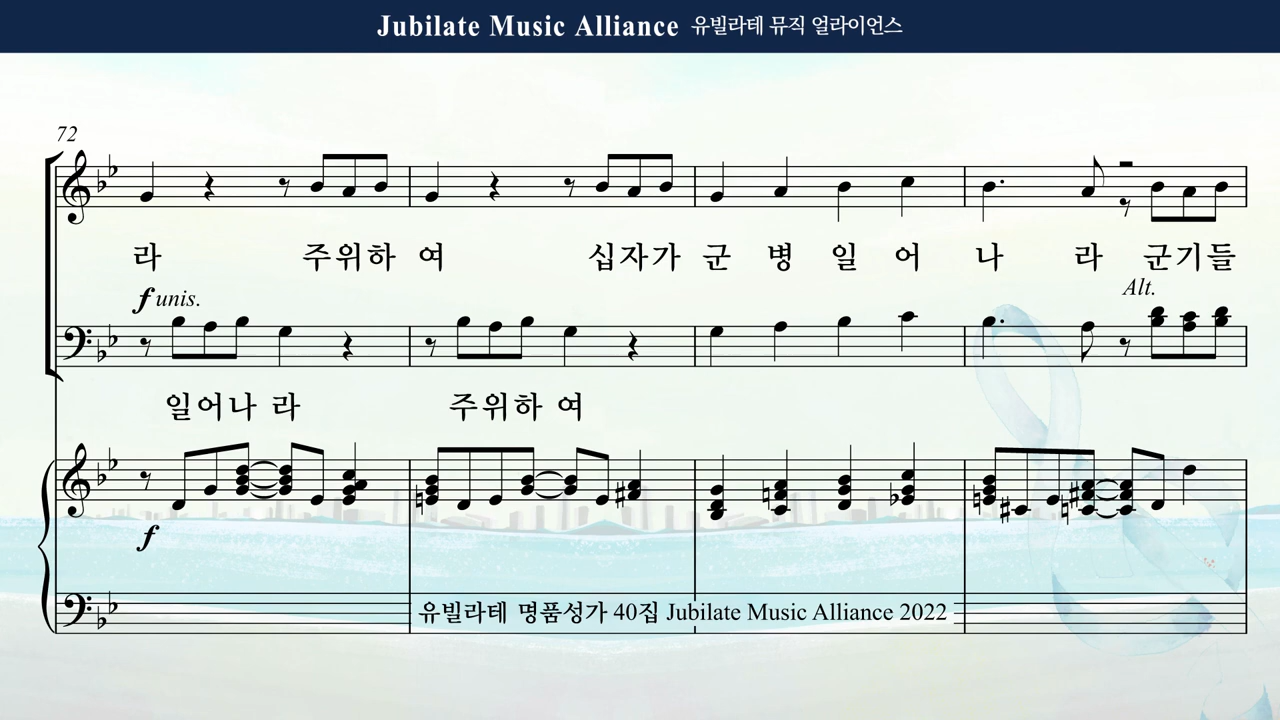 Jubilate Music Alliance 유빌라테 뮤직 얼라이언스
72
라 주위하 여 십자가 군 병 일 어 나 라 군기들
f unis.
Alt.
일어나 라 주위하 여
f
유빌라테 명품성가 40집 Jubilate Music Alliance 2022